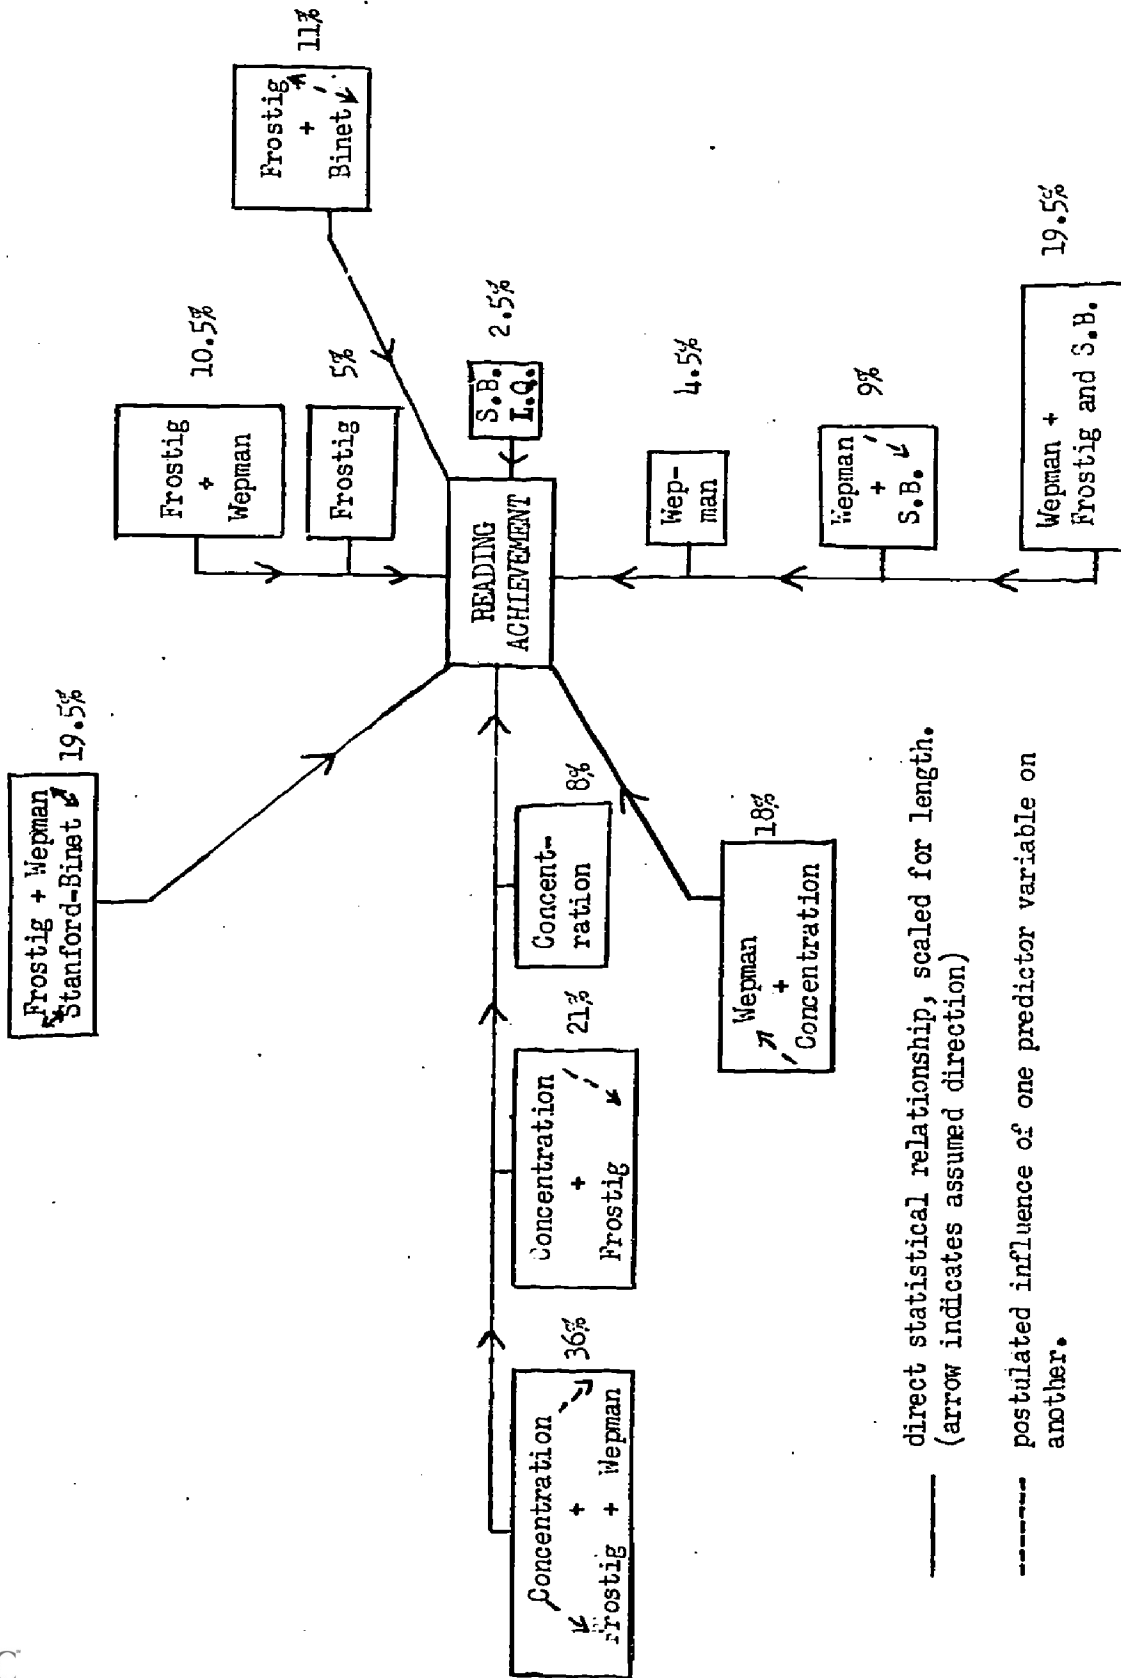 Frostig + Wepman
Stanford-Binet
19.5%
Frostig
+
Wepman
10.5%
Frostig
+
Binet
11%
Frostig
5%
READING
ACHIEVEMENT
S.B.
I.Q.
2.5%
Concentration
+
Frostig + Wepman
36%
Concentration
+
Frostig
21%
Concent-
ration
8%
Wep-
man
4.5%
Wepman
+
Concentration
18%
Wepman
+
S.B.
9%
Wepman +
Frostig and S.B.
19.5%
direct statistical relationship, scaled for length.
(arrow indicates assumed direction)
postulated influence of one predictor variable on
another.